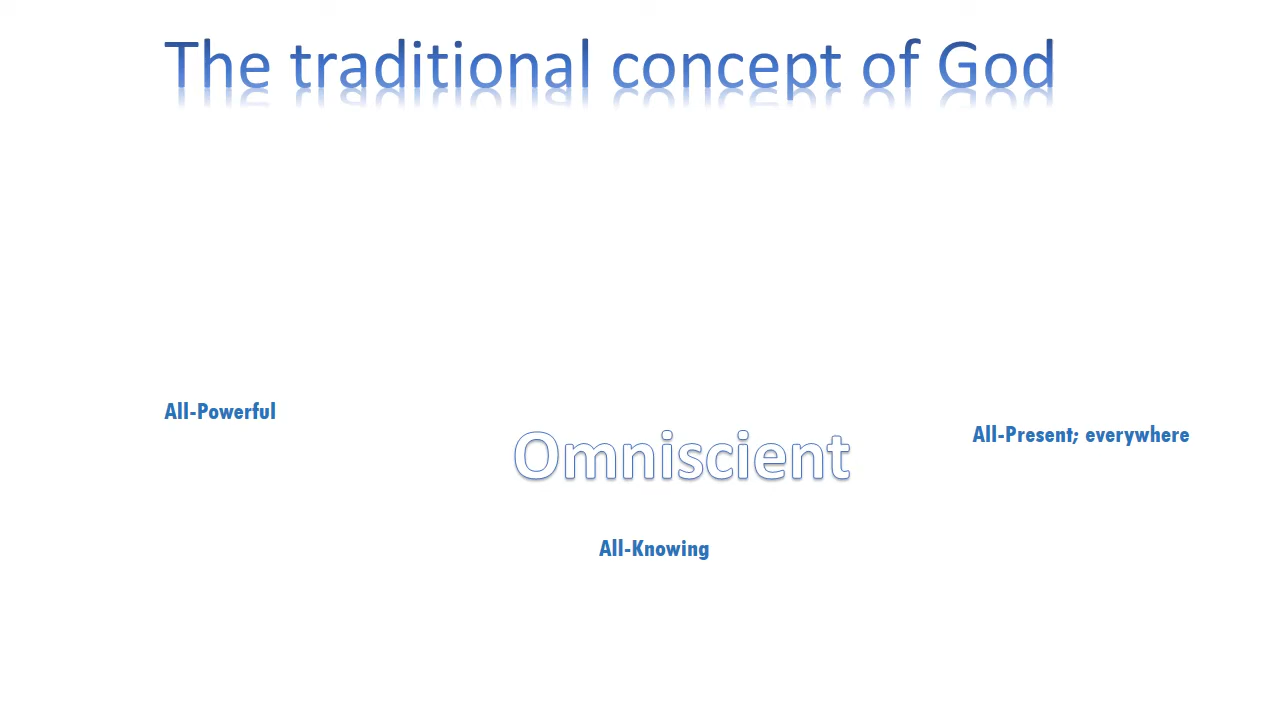 The traditional concept of God
All-Powerful
All-Present; everywhere
Omniscient
All-Knowing